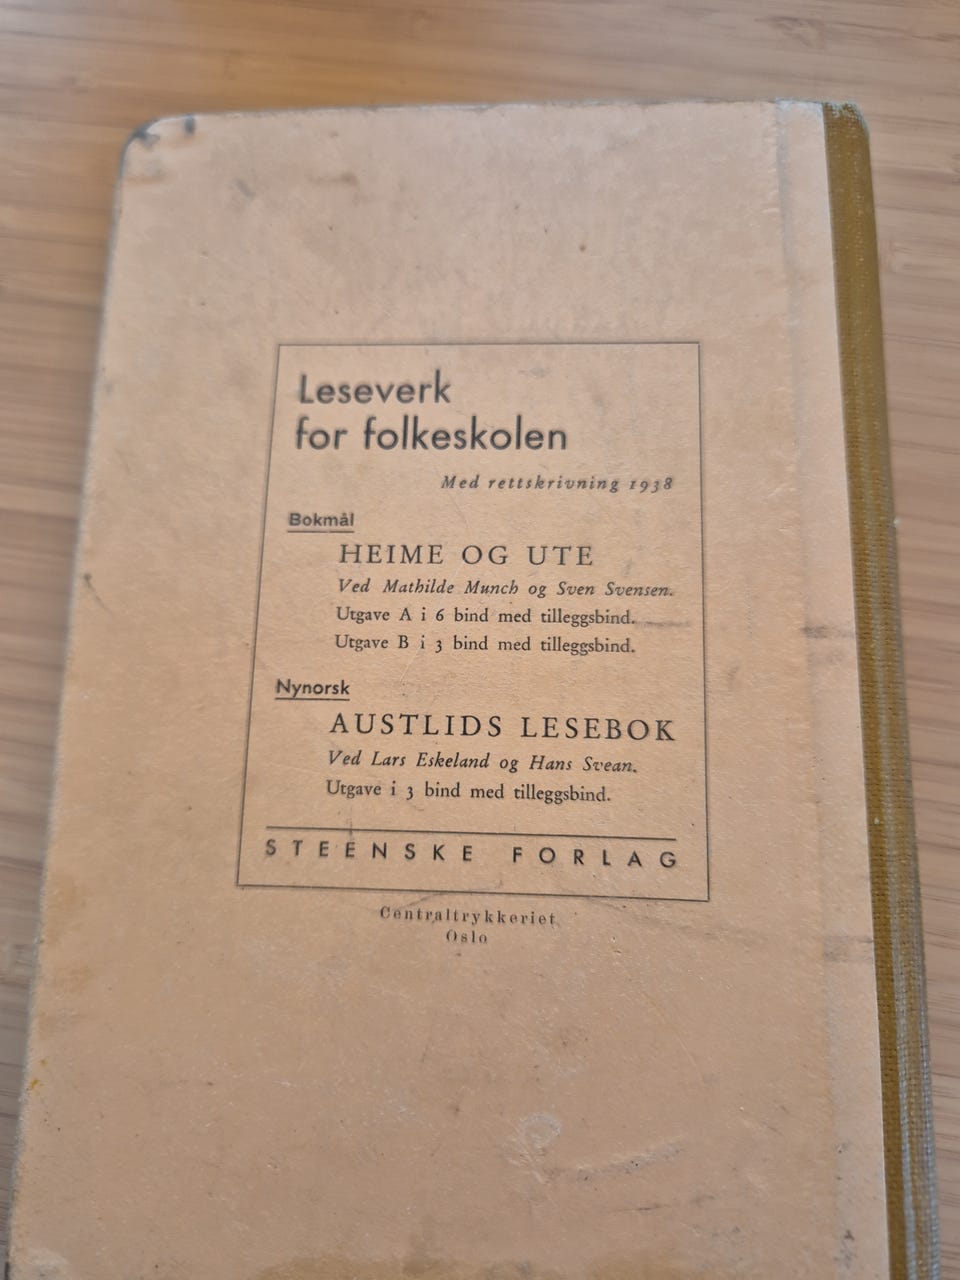 Leseverk
for folkeskolen
Med rettskrivning 1938
Bokmål
HEIME OG UTE
Ved Mathilde Munch og Sven Svensen.
Utgave A i 6 bind med tilleggsbind.
Utgave B i 3 bind med tilleggsbind.
Nynorsk
AUSTLIDS LESEBOK
Ved Lars Eskeland og Hans Svean.
Utgave i 3 bind med tilleggsbind.
STEENSKE FORLAG
Centraltrykkeriet
Oslo